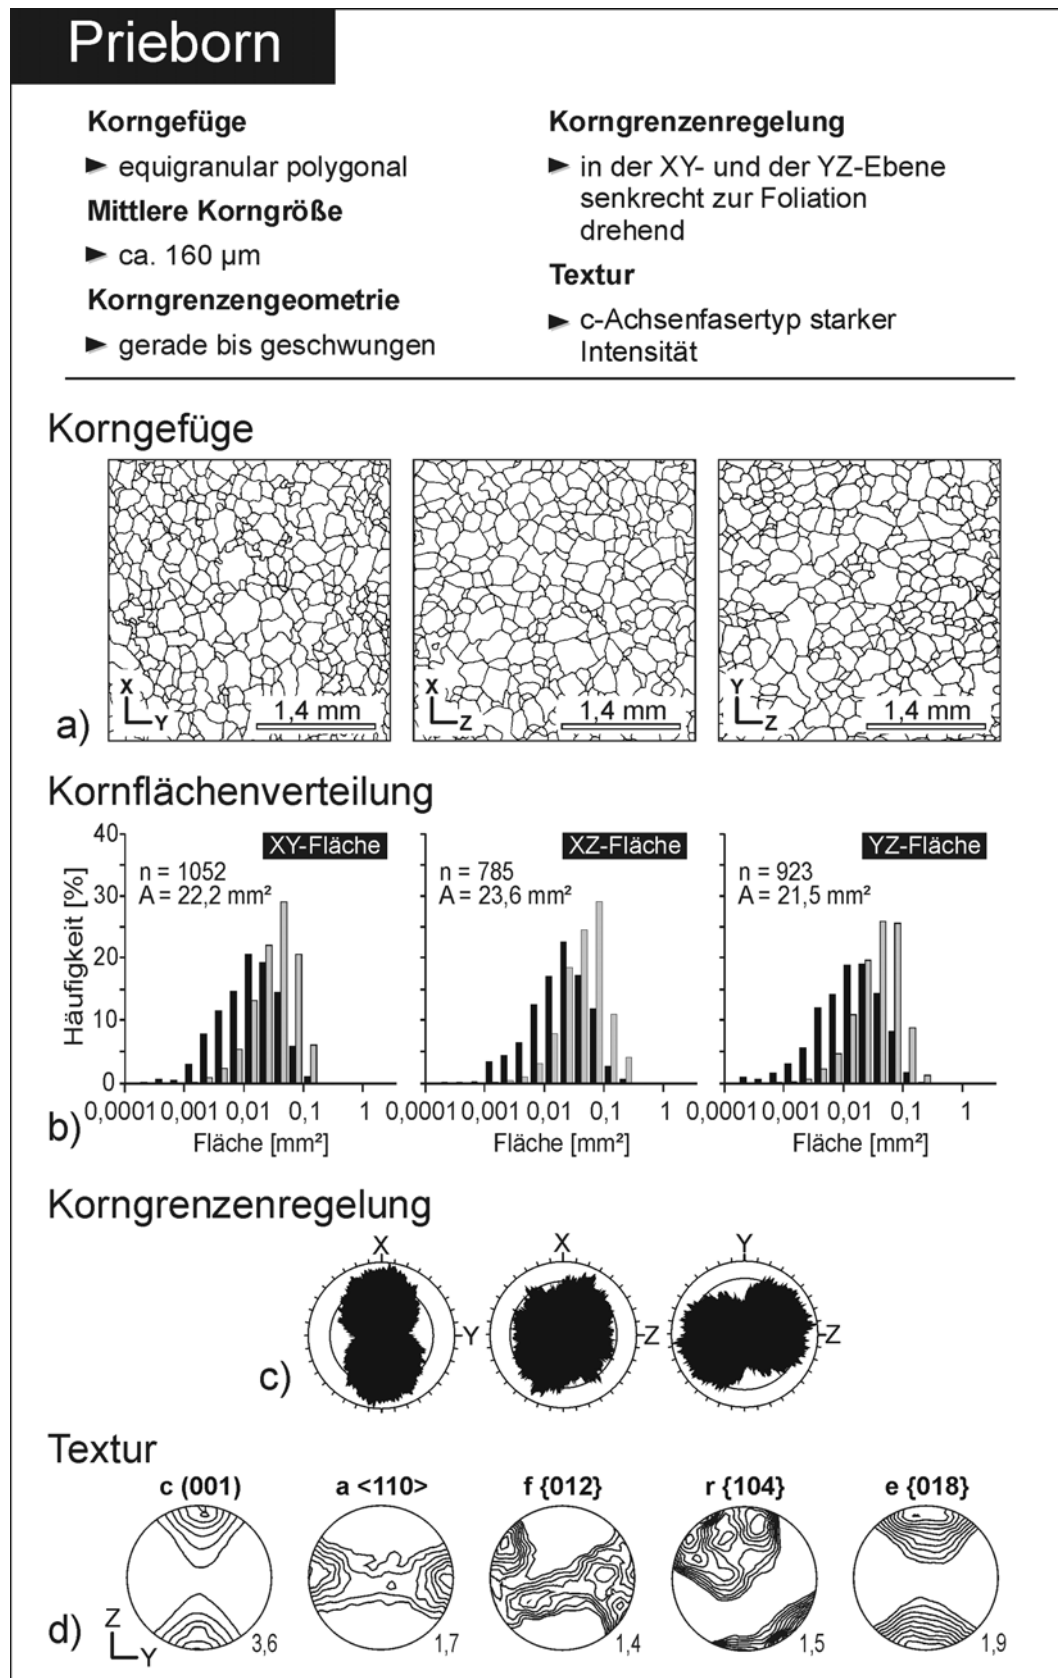 Prieborn
Korngefüge
► equigranular polygonal
Mittlere Korngröße
► ca. 160 µm
Korngrenzengeometrie
► gerade bis geschwungen
Korngrenzenregelung
► in der XY- und der YZ-Ebene
senkrecht zur Foliation
drehend
Textur
► c-Achsenfasertyp starker
Intensität
Korngefüge
a)
X
Y
1,4 mm
X
Z
1,4 mm
Y
Z
1,4 mm
Kornflächenverteilung
b)
Häufigkeit [%]
40
30
20
10
0
XY-Fläche
n = 1052
A = 22,2 mm²
0,0001 0,001 0,01 0,1 1
Fläche [mm²]
XZ-Fläche
n = 785
A = 23,6 mm²
0,0001 0,001 0,01 0,1 1
Fläche [mm²]
YZ-Fläche
n = 923
A = 21,5 mm²
0,0001 0,001 0,01 0,1 1
Fläche [mm²]
Korngrenzenregelung
c)
X
Y
X
Z
Y
Z
Textur
c (001) a <110> f {012} r {104} e {018}
d)
Z
Y
3,6 1,7 1,4 1,5 1,9